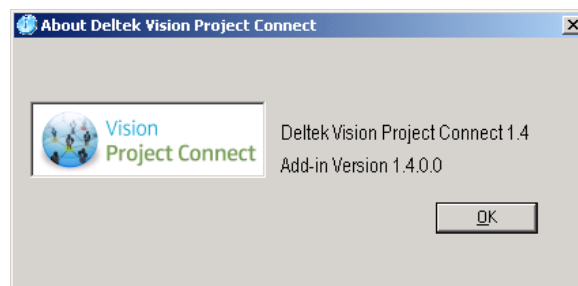 About Deltek Vision Project Connect
Vision
Project Connect
Deltek Vision Project Connect 1.4
Add-in Version 1.4.0.0
OK